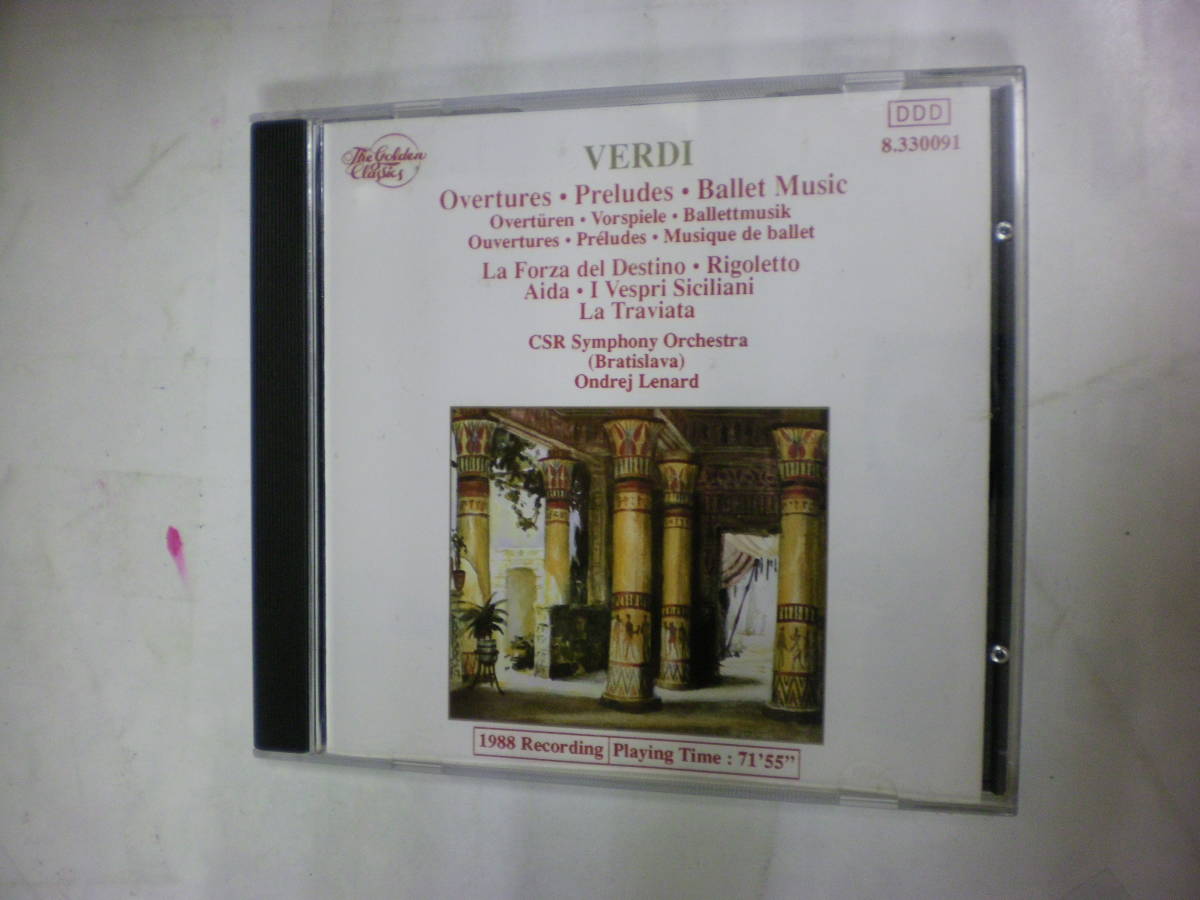 The Golden
Classics
DDD
8.330091
VERDI
Overtures • Preludes • Ballet Music
Overtüren • Vorspiele • Ballettmusik
Ouvertures • Préludes • Musique de ballet
La Forza del Destino • Rigoletto
Aida • I Vespri Siciliani
La Traviata
CSR Symphony Orchestra
(Bratislava)
Ondrej Lenard
1988 Recording Playing Time : 71'55"